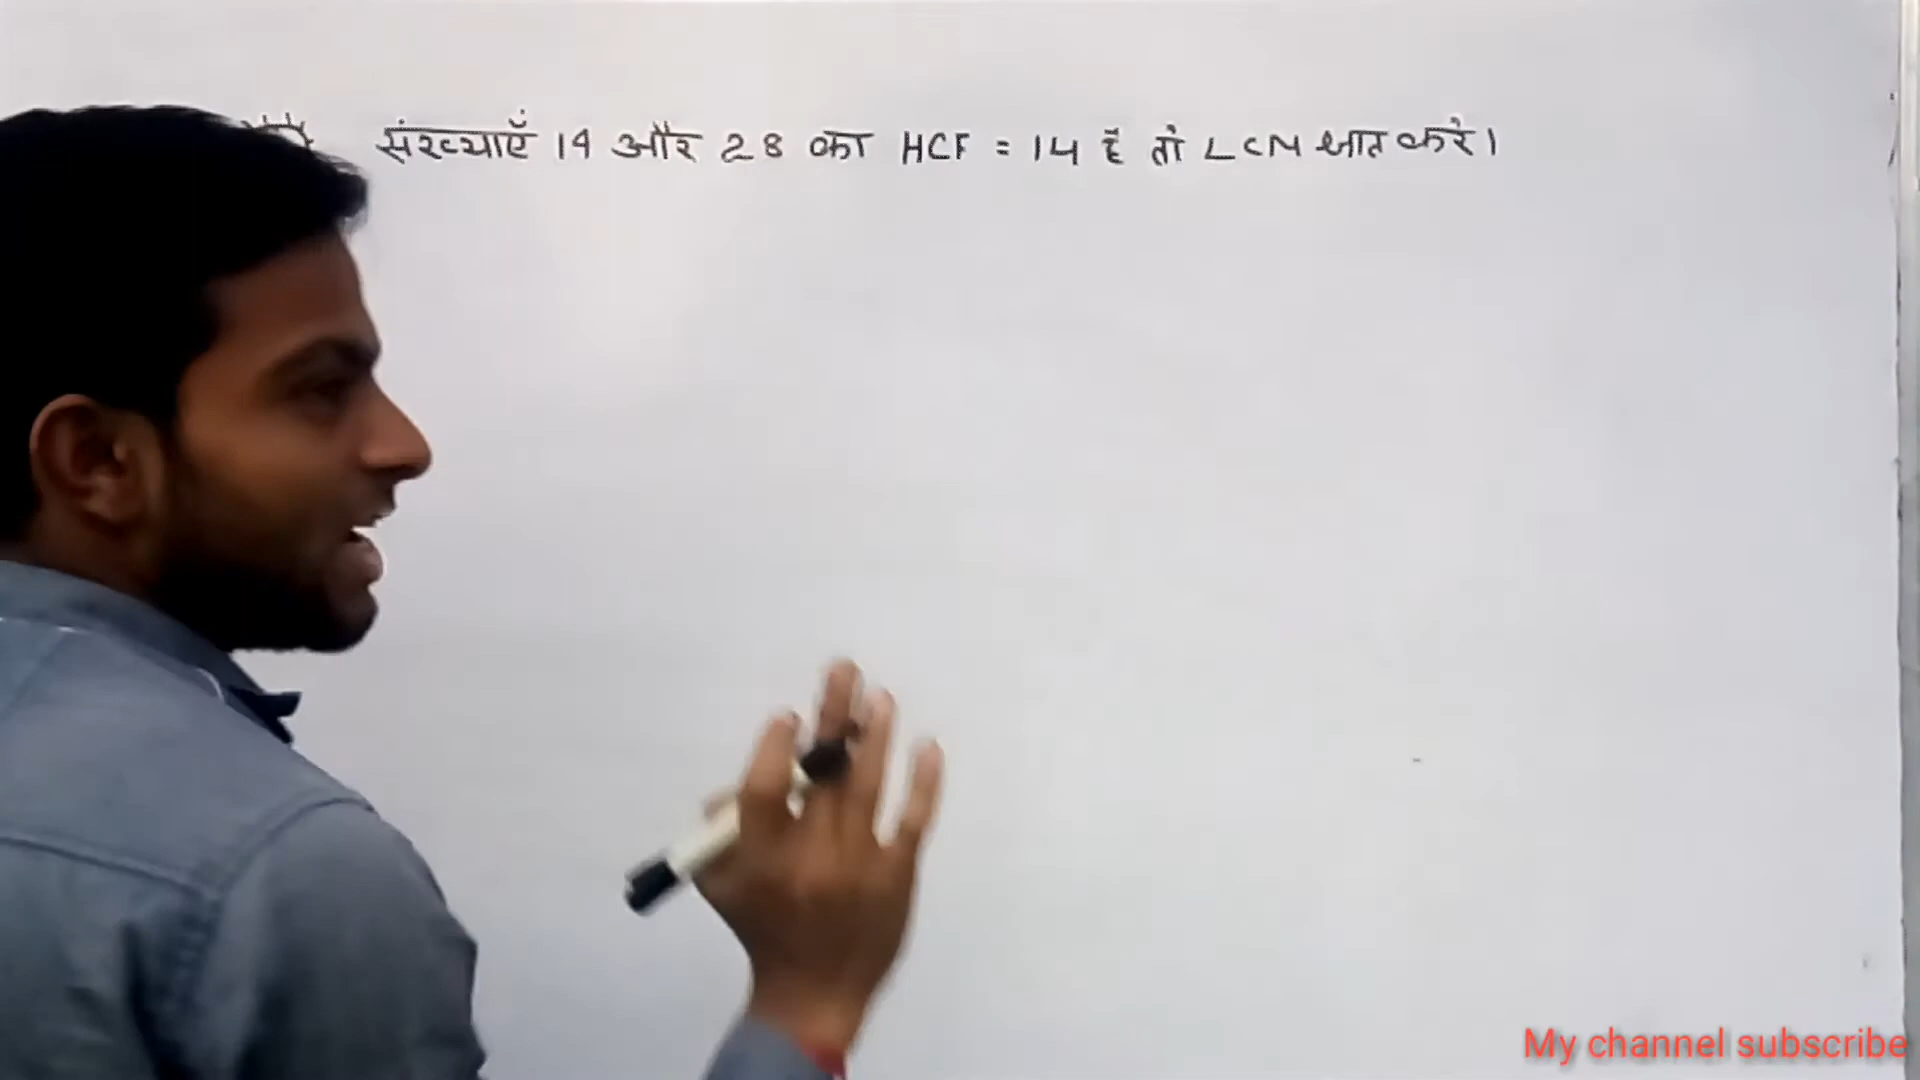 संख्याएँ 14 और 28 का HCF = 14 है तो LCM ज्ञात करें।
My channel subscribe